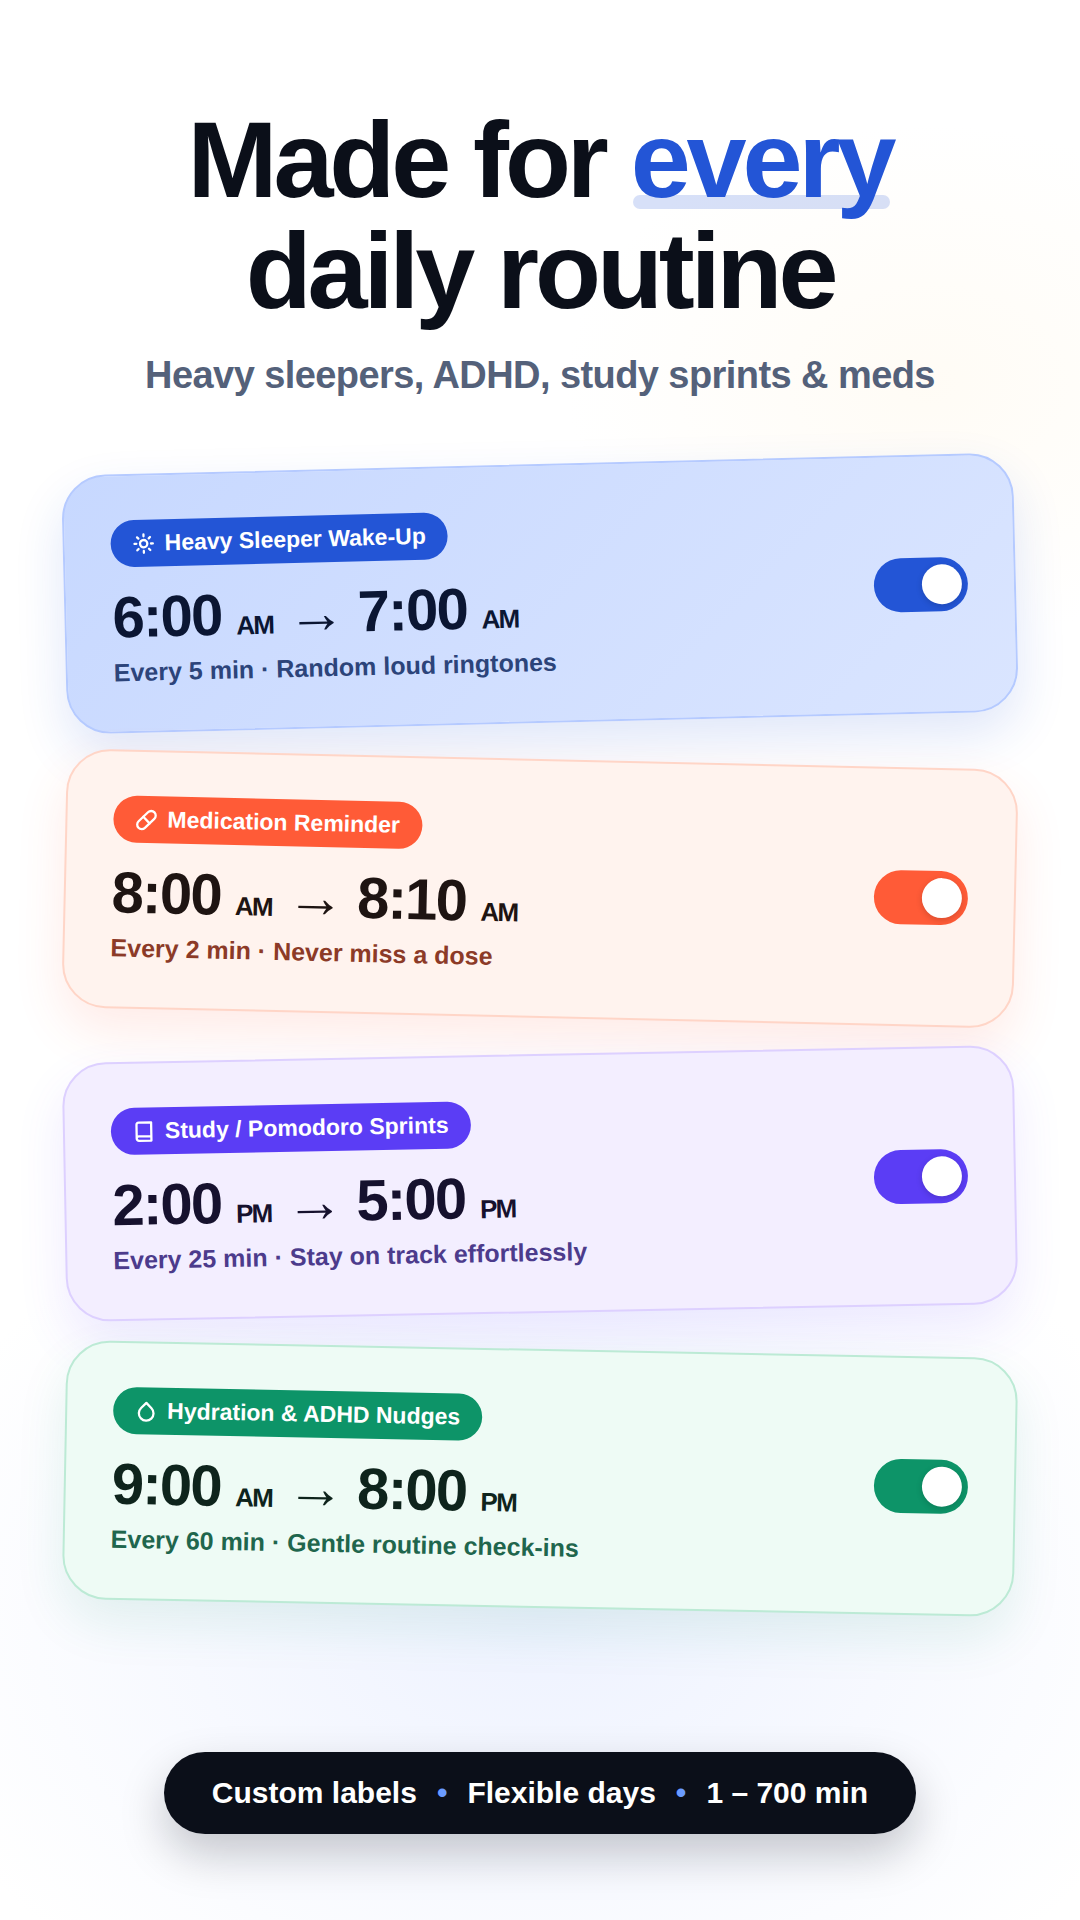 Made for every
daily routine
Heavy sleepers, ADHD, study sprints & meds
Heavy Sleeper Wake-Up
6:00 AM → 7:00 AM
Every 5 min · Random loud ringtones
Medication Reminder
8:00 AM → 8:10 AM
Every 2 min · Never miss a dose
Study / Pomodoro Sprints
2:00 PM → 5:00 PM
Every 25 min · Stay on track effortlessly
Hydration & ADHD Nudges
9:00 AM → 8:00 PM
Every 60 min · Gentle routine check-ins
Custom labels • Flexible days • 1 – 700 min